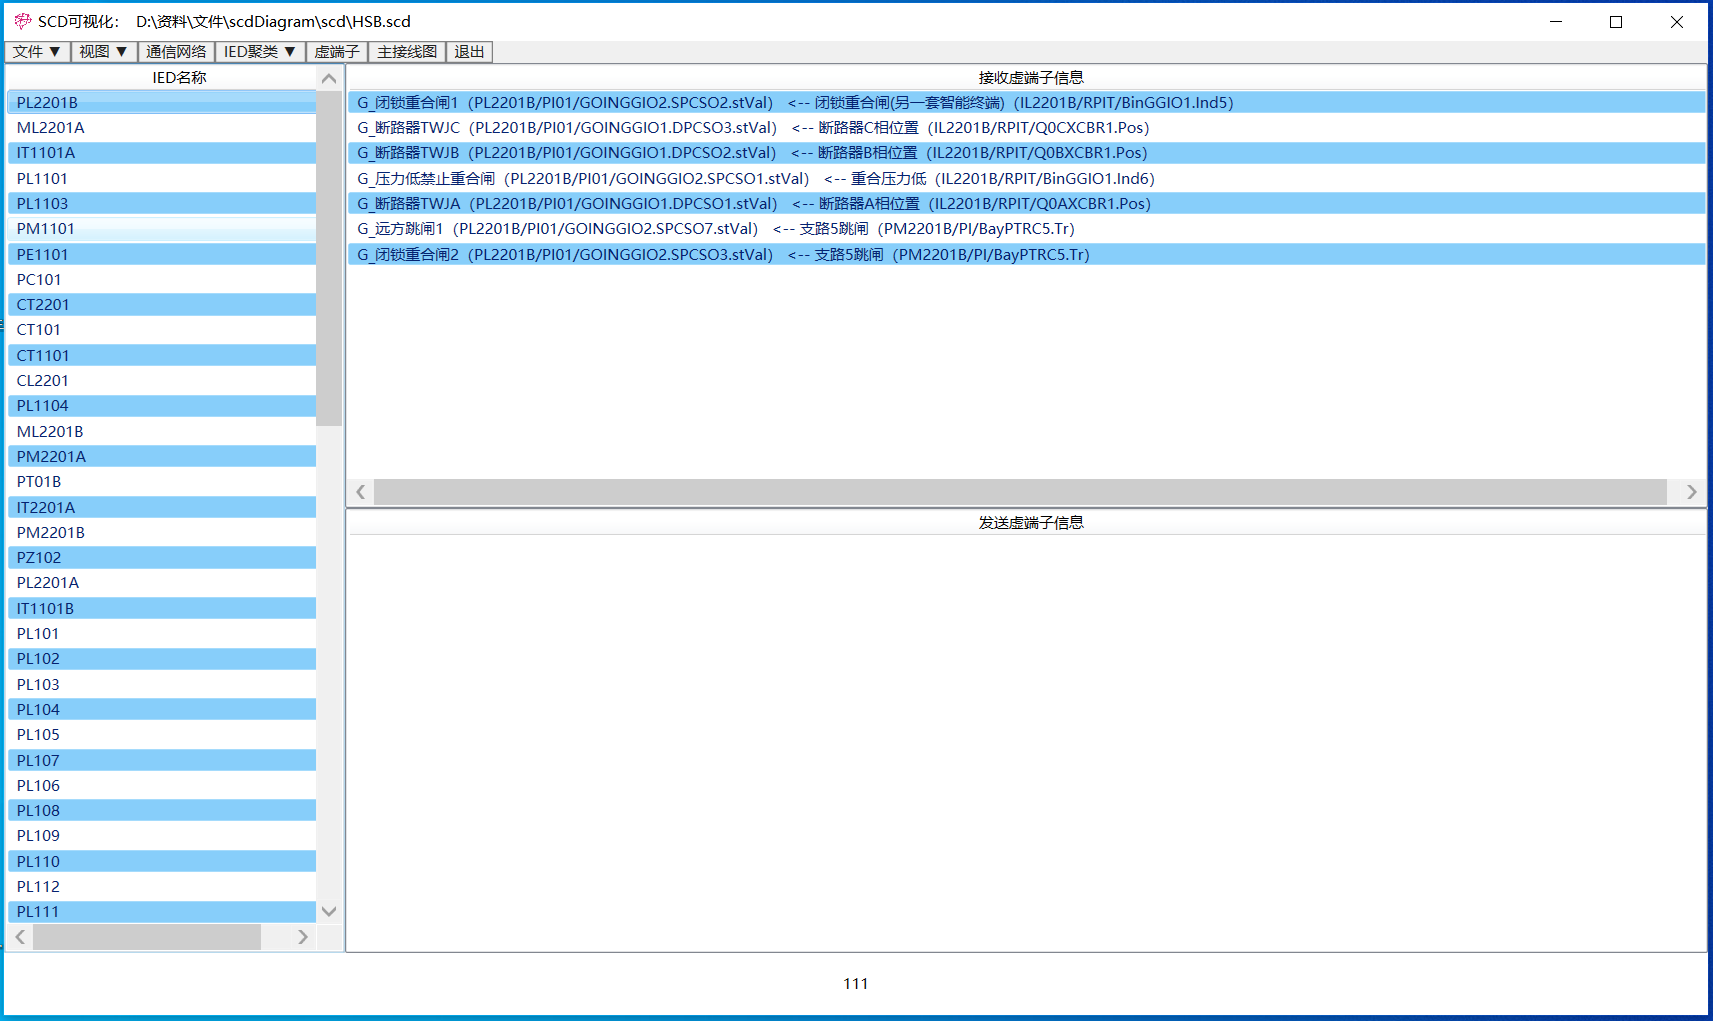 SCD可视化： D:\资料\文件\scdDiagram\scd\HSB.scd
文件 ▼ 视图 ▼ 通信网络 IED聚类 ▼ 虚端子 主接线图 退出
IED名称
PL2201B
ML2201A
IT1101A
PL1101
PL1103
PM1101
PE1101
PC101
CT2201
CT101
CT1101
CL2201
PL1104
ML2201B
PM2201A
PT01B
IT2201A
PM2201B
PZ102
PL2201A
IT1101B
PL101
PL102
PL103
PL104
PL105
PL107
PL106
PL108
PL109
PL110
PL112
PL111
接收虚端子信息
G_闭锁重合闸1（PL2201B/PI01/GOINGGIO2.SPCSO2.stVal） <-- 闭锁重合闸(另一套智能终端)（IL2201B/RPIT/BinGGIO1.Ind5）
G_断路器TWJC（PL2201B/PI01/GOINGGIO1.DPCSO3.stVal） <-- 断路器C相位置（IL2201B/RPIT/Q0CXCBR1.Pos）
G_断路器TWJB（PL2201B/PI01/GOINGGIO1.DPCSO2.stVal） <-- 断路器B相位置（IL2201B/RPIT/Q0BXCBR1.Pos）
G_压力低禁止重合闸（PL2201B/PI01/GOINGGIO2.SPCSO1.stVal） <-- 重合压力低（IL2201B/RPIT/BinGGIO1.Ind6）
G_断路器TWJA（PL2201B/PI01/GOINGGIO1.DPCSO1.stVal） <-- 断路器A相位置（IL2201B/RPIT/Q0AXCBR1.Pos）
G_远方跳闸1（PL2201B/PI01/GOINGGIO2.SPCSO7.stVal） <-- 支路5跳闸（PM2201B/PI/BayPTRC5.Tr）
G_闭锁重合闸2（PL2201B/PI01/GOINGGIO2.SPCSO3.stVal） <-- 支路5跳闸（PM2201B/PI/BayPTRC5.Tr）
发送虚端子信息
111